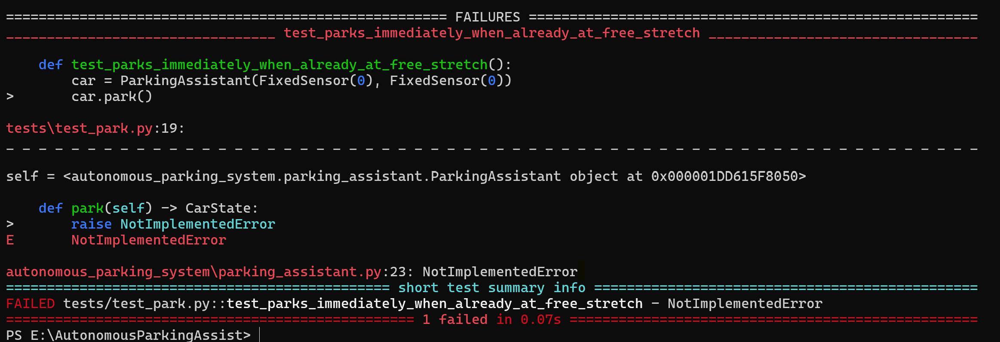 ====================================================== FAILURES =======================================================
_________________________________ test_parks_immediately_when_already_at_free_stretch _________________________________
    def test_parks_immediately_when_already_at_free_stretch():
        car = ParkingAssistant(FixedSensor(0), FixedSensor(0))
>       car.park()
tests\test_park.py:19:
_ _ _ _ _ _ _ _ _ _ _ _ _ _ _ _ _ _ _ _ _ _ _ _ _ _ _ _ _ _ _ _ _ _ _ _ _ _ _ _ _ _ _ _ _ _ _ _ _ _ _ _ _ _ _ _ _ _ _ _
self = <autonomous_parking_system.parking_assistant.ParkingAssistant object at 0x000001DD615F8050>
    def park(self) -> CarState:
>       raise NotImplementedError
E       NotImplementedError
autonomous_parking_system\parking_assistant.py:23: NotImplementedError
=============================================== short test summary info ===============================================
FAILED tests/test_park.py::test_parks_immediately_when_already_at_free_stretch - NotImplementedError
================================================== 1 failed in 0.07s ==================================================
PS E:\AutonomousParkingAssist>